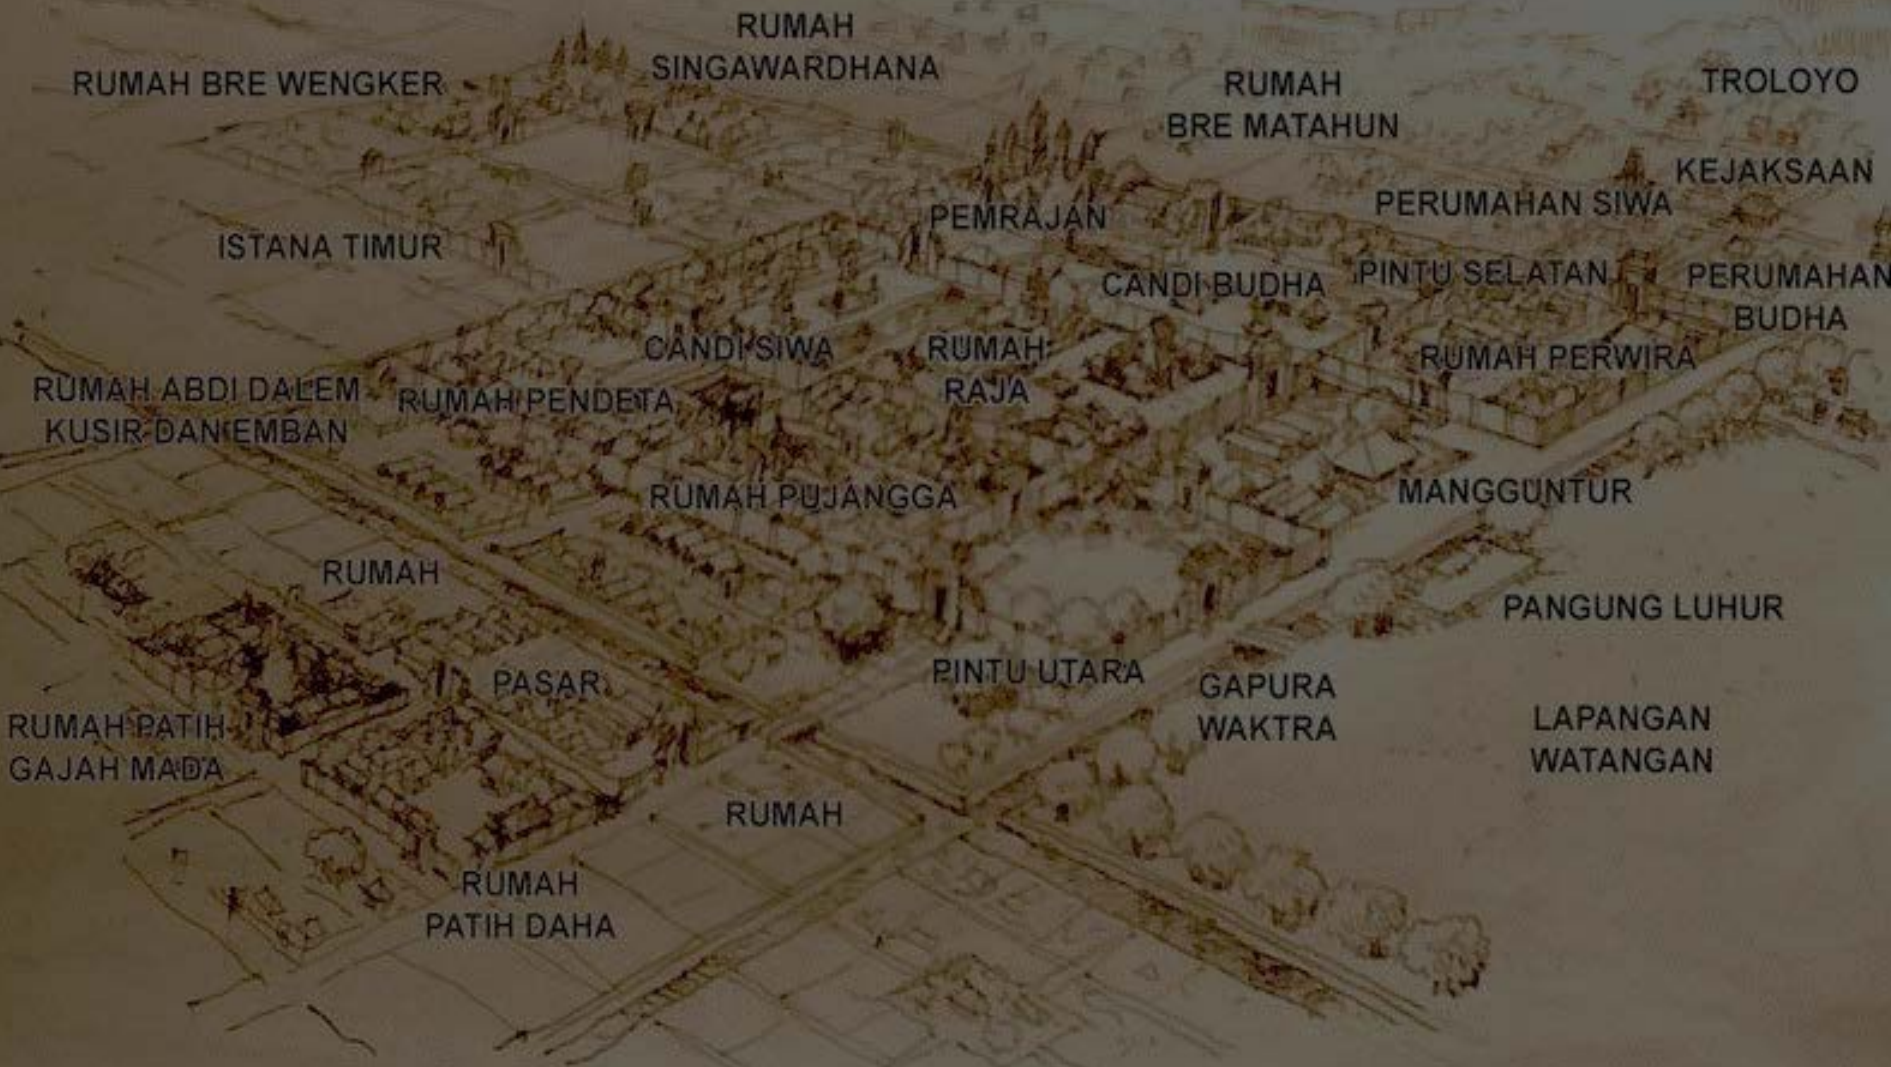 RUMAH
SINGAWARDHANA
RUMAH BRE WENGKER
RUMAH
BRE MATAHUN
TROLOYO
KEJAKSAAN
PERUMAHAN SIWA
PEMRAJAN
ISTANA TIMUR
CANDI BUDHA
PINTU SELATAN
PERUMAHAN
BUDHA
CANDI SIWA
RUMAH
RAJA
RUMAH PERWIRA
RUMAH ABDI DALEM
KUSIR DAN EMBAN
RUMAH PENDETA
RUMAH PUJANGGA
MANGGUNTUR
RUMAH
PANGUNG LUHUR
PASAR
PINTU UTARA
GAPURA
WAKTRA
LAPANGAN
WATANGAN
RUMAH PATIH
GAJAH MADA
RUMAH
RUMAH
PATIH DAHA